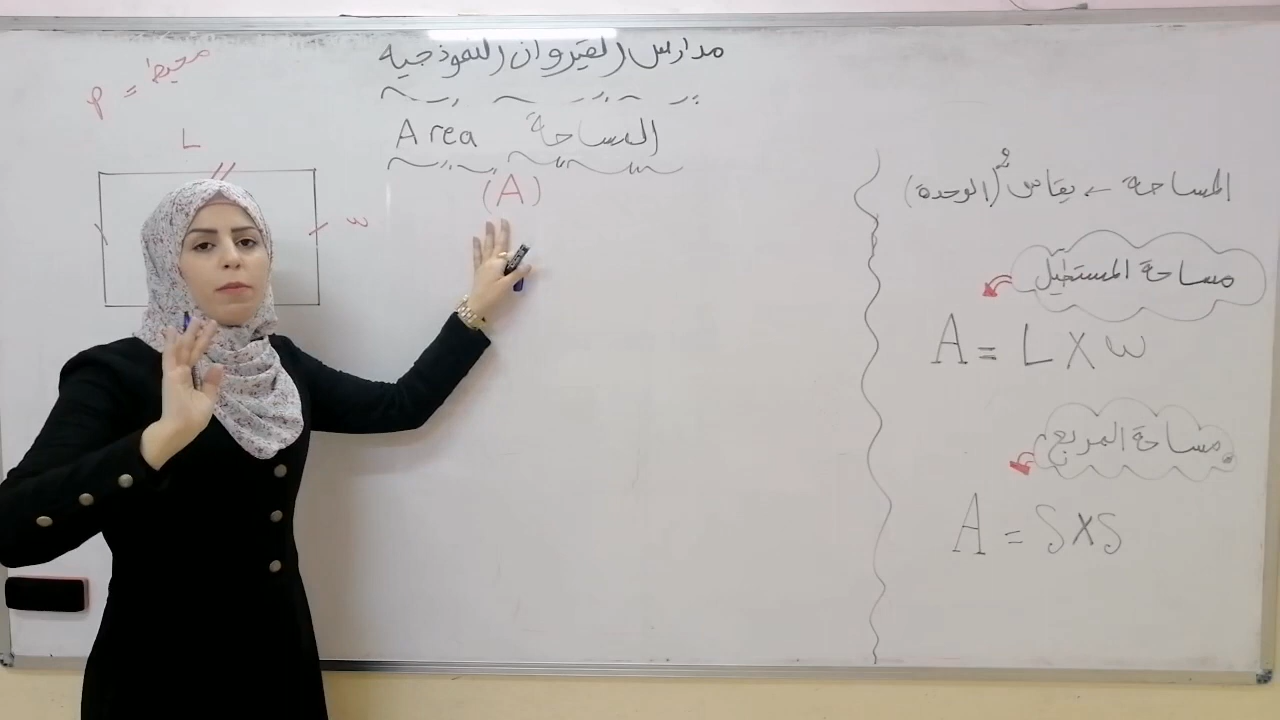 مدارس القيروان النموذجية
Area المساحة
(A)
P = محيط
L
w
المساحة ← يقاس (الوحدة)²
مساحة المستطيل
A = L X w
مساحة المربع
A = S X S